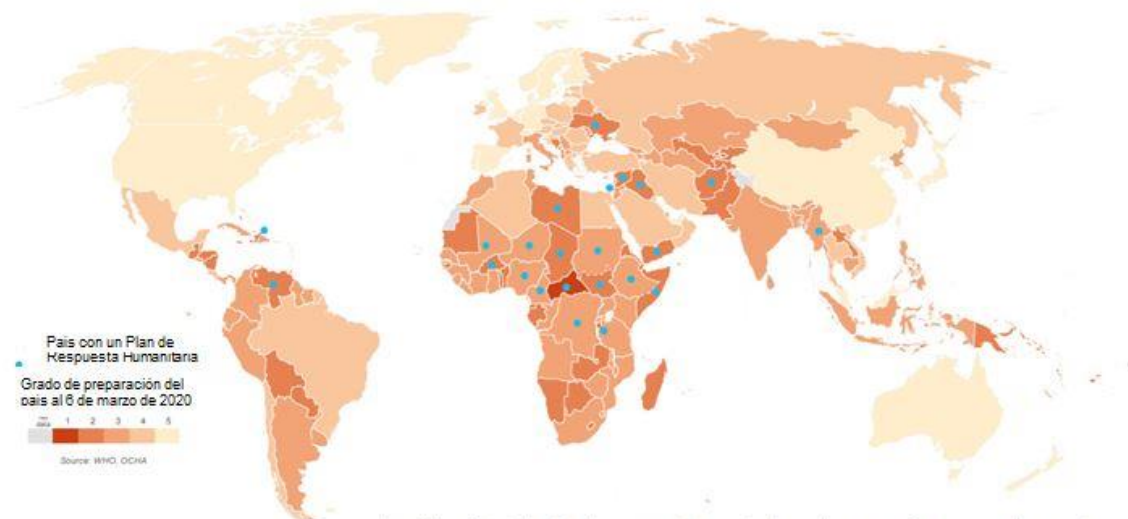 País con un Plan de
Respuesta Humanitaria
Grado de preparación del
país al 6 de marzo de 2020
1 2 3 4 5
Source: WHO, OCHA